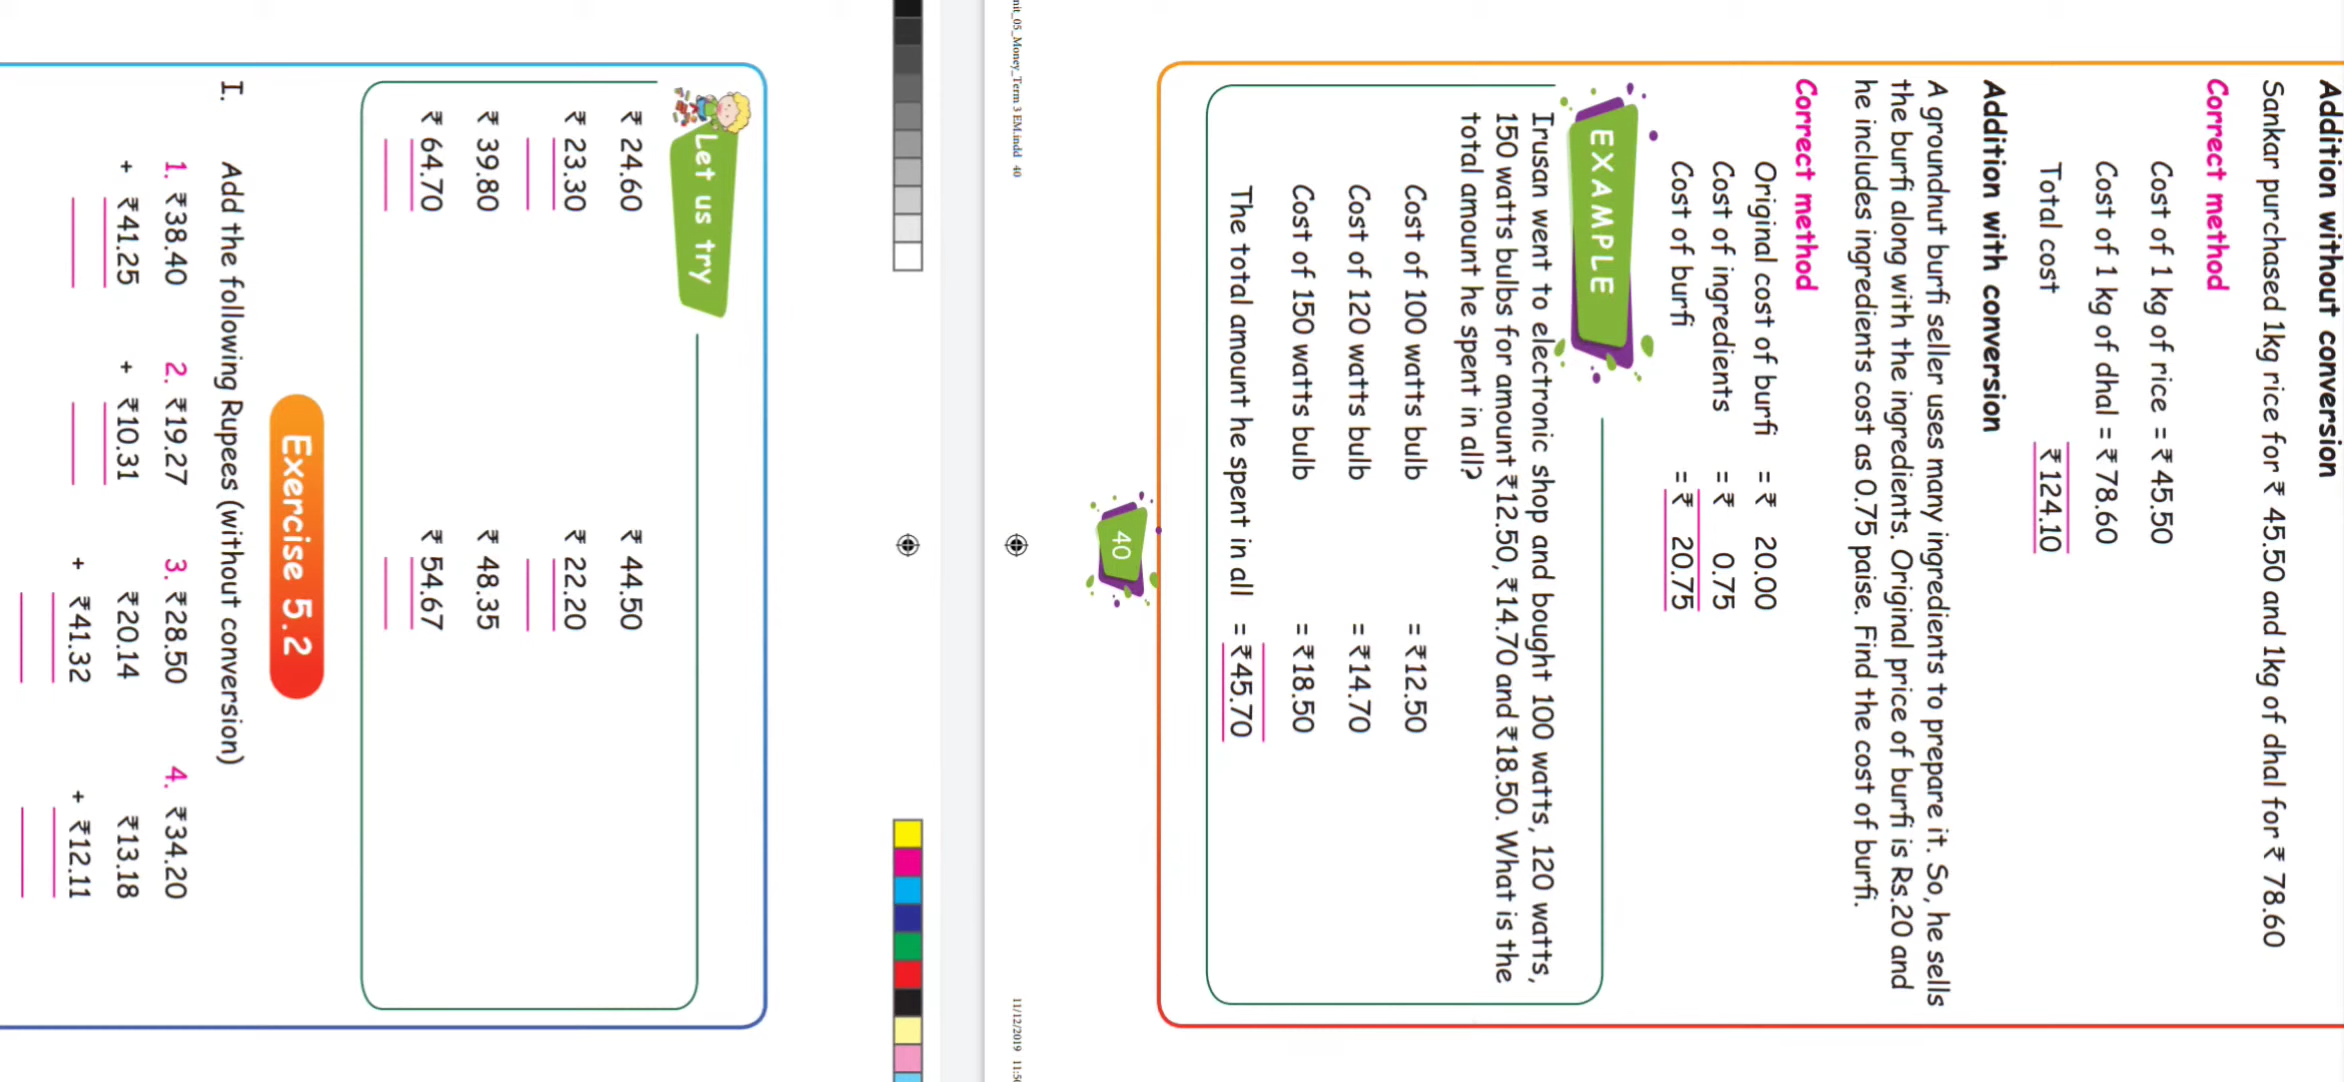 Addition without conversion
Sankar purchased 1kg rice for ₹ 45.50 and 1kg of dhal for ₹ 78.60
Correct method
Cost of 1 kg of rice = ₹ 45.50
Cost of 1 kg of dhal = ₹ 78.60
Total cost ₹ 124.10
Addition with conversion
A groundnut burfi seller uses many ingredients to prepare it. So, he sells
the burfi along with the ingredients. Original price of burfi is Rs.20 and
he includes ingredients cost as 0.75 paise. Find the cost of burfi.
Correct method
Original cost of burfi = ₹ 20.00
Cost of ingredients = ₹ 0.75
Cost of burfi = ₹ 20.75
EXAMPLE
Irusan went to electronic shop and bought 100 watts, 120 watts,
150 watts bulbs for amount ₹12.50, ₹14.70 and ₹18.50. What is the
total amount he spent in all?
Cost of 100 watts bulb = ₹12.50
Cost of 120 watts bulb = ₹14.70
Cost of 150 watts bulb = ₹18.50
The total amount he spent in all = ₹45.70
40
nit_05_Money_Term 3 EM.indd 40 11/12/2019 11:5
Let us try
₹ 24.60 ₹ 44.50
₹ 23.30 ₹ 22.20
₹ 39.80 ₹ 48.35
₹ 64.70 ₹ 54.67
Exercise 5.2
I. Add the following Rupees (without conversion)
1. ₹38.40 2. ₹19.27 3. ₹28.50 4. ₹34.20
+ ₹41.25 + ₹10.31 ₹20.14 ₹13.18
+ ₹41.32 + ₹12.11